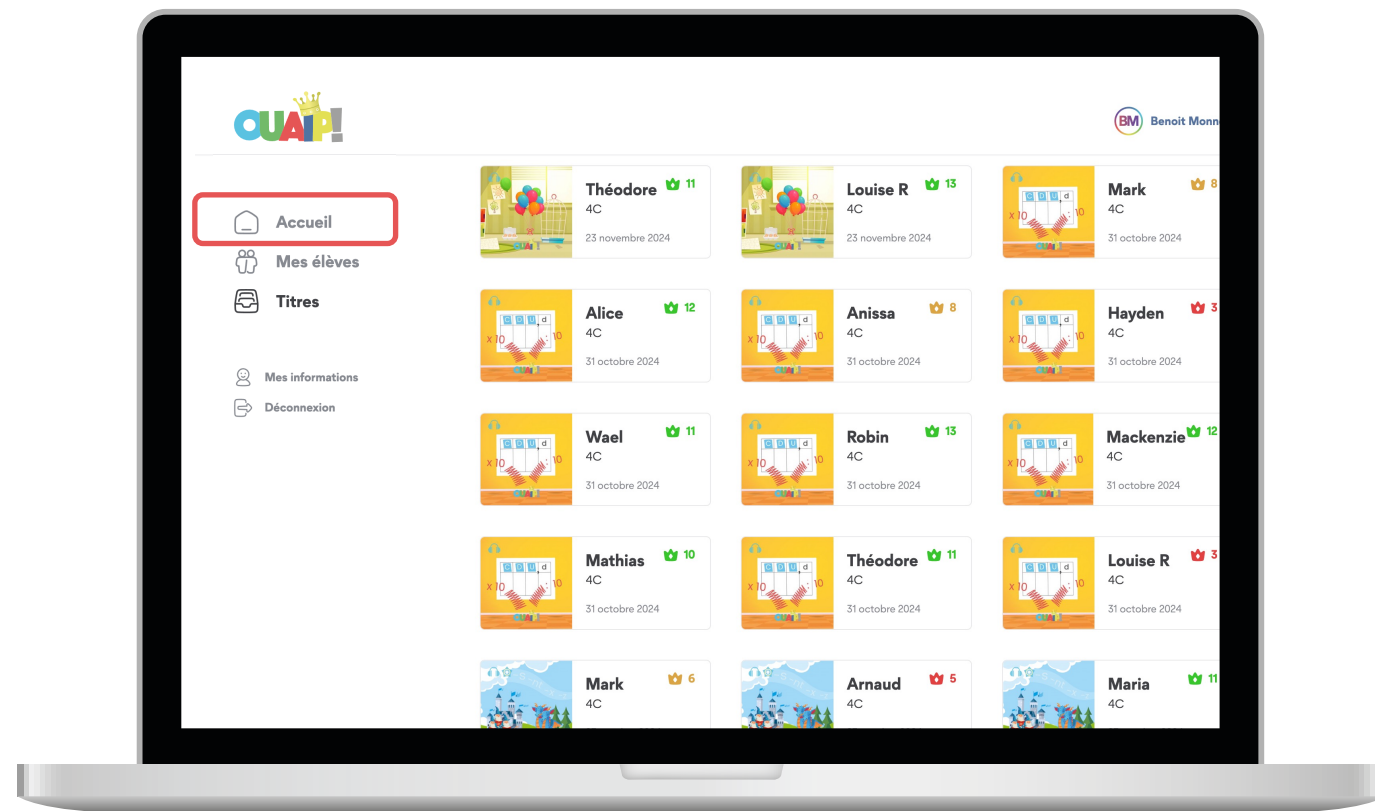 OUAIP!
BM Benoit Monn
Accueil
Mes élèves
Titres
Mes informations
Déconnexion
Théodore 11
4C
23 novembre 2024
Louise R 13
4C
23 novembre 2024
Mark 8
4C
31 octobre 2024
Alice 12
4C
31 octobre 2024
Anissa 8
4C
31 octobre 2024
Hayden 3
4C
31 octobre 2024
Wael 11
4C
31 octobre 2024
Robin 13
4C
31 octobre 2024
Mackenzie 12
4C
31 octobre 2024
Mathias 10
4C
31 octobre 2024
Théodore 11
4C
31 octobre 2024
Louise R 3
4C
31 octobre 2024
Mark 6
4C
Arnaud 5
4C
Maria 11
4C